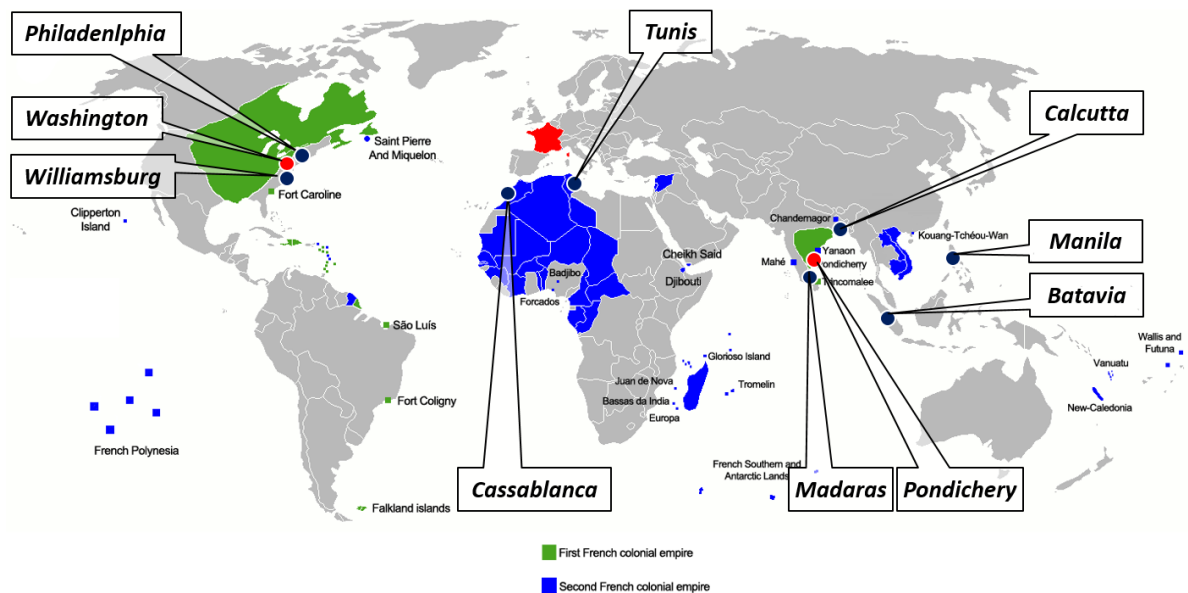 Philadenlphia
Tunis
Washington
Calcutta
Saint Pierre
And Miquelon
Williamsburg
Fort Caroline
Clipperton
Island
Chandernagor
Kouang-Tchéou-Wan
Manila
Cheikh Saïd
Mahé
Yanaon
Pondicherry
Djibouti
Badjibo
Trincomalee
Forcados
Batavia
São Luís
Wallis and
Futuna
Glorioso Island
Vanuatu
Juan de Nova
Tromelin
Bassas da India
Fort Coligny
New-Caledonia
Europa
French Polynesia
French Southern and
Antarctic Lands
Cassablanca
Madaras
Pondichery
Falkland islands
First French colonial empire
Second French colonial empire